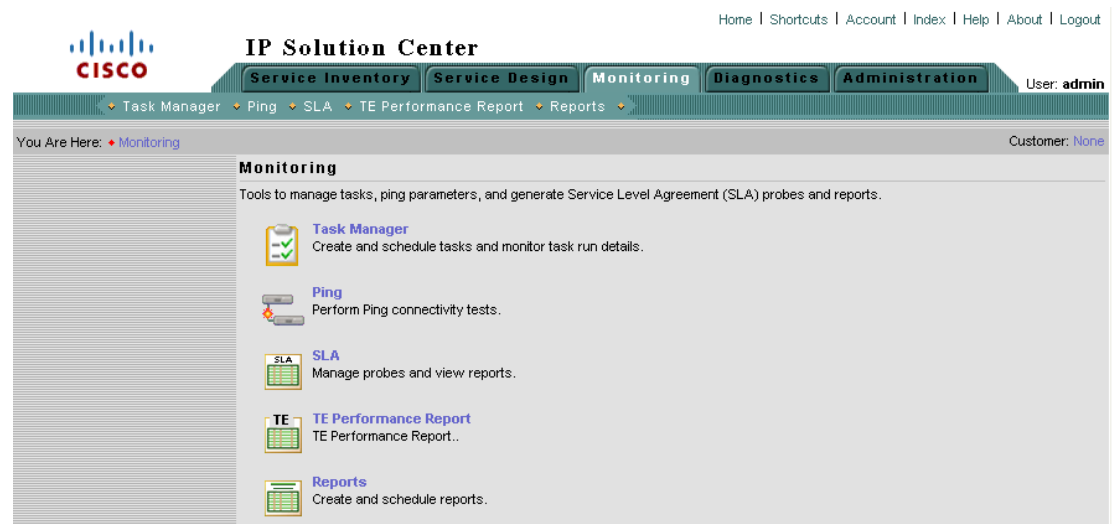 Home | Shortcuts | Account | Index | Help | About | Logout
CISCO
IP Solution Center
Service Inventory Service Design Monitoring Diagnostics Administration
User: admin
Task Manager Ping SLA TE Performance Report Reports
You Are Here: Monitoring
Customer: None
Monitoring
Tools to manage tasks, ping parameters, and generate Service Level Agreement (SLA) probes and reports.
Task Manager
Create and schedule tasks and monitor task run details.
Ping
Perform Ping connectivity tests.
SLA
SLA
Manage probes and view reports.
TE
TE Performance Report
TE Performance Report..
Reports
Create and schedule reports.